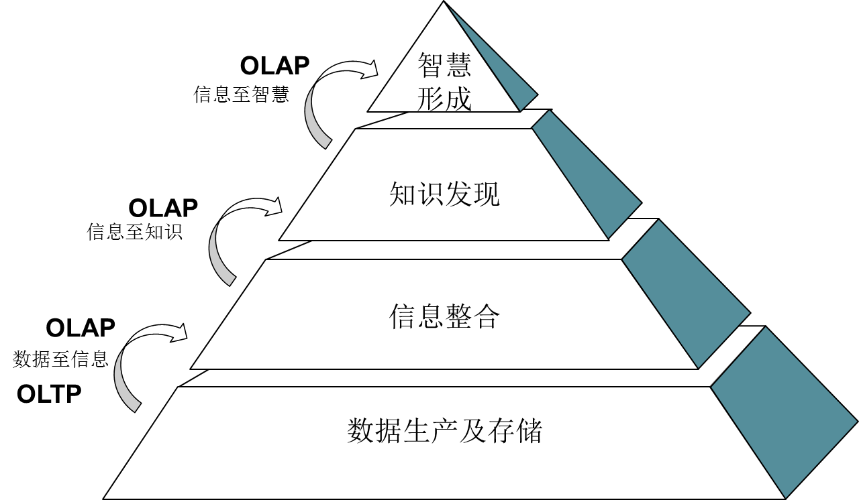 OLAP
信息至智慧
智慧
形成
OLAP
信息至知识
知识发现
OLAP
数据至信息
OLTP
信息整合
数据生产及存储